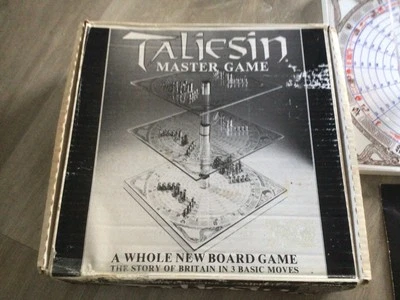 Taliesin
MASTER GAME
A WHOLE NEW BOARD GAME
THE STORY OF BRITAIN IN 3 BASIC MOVES